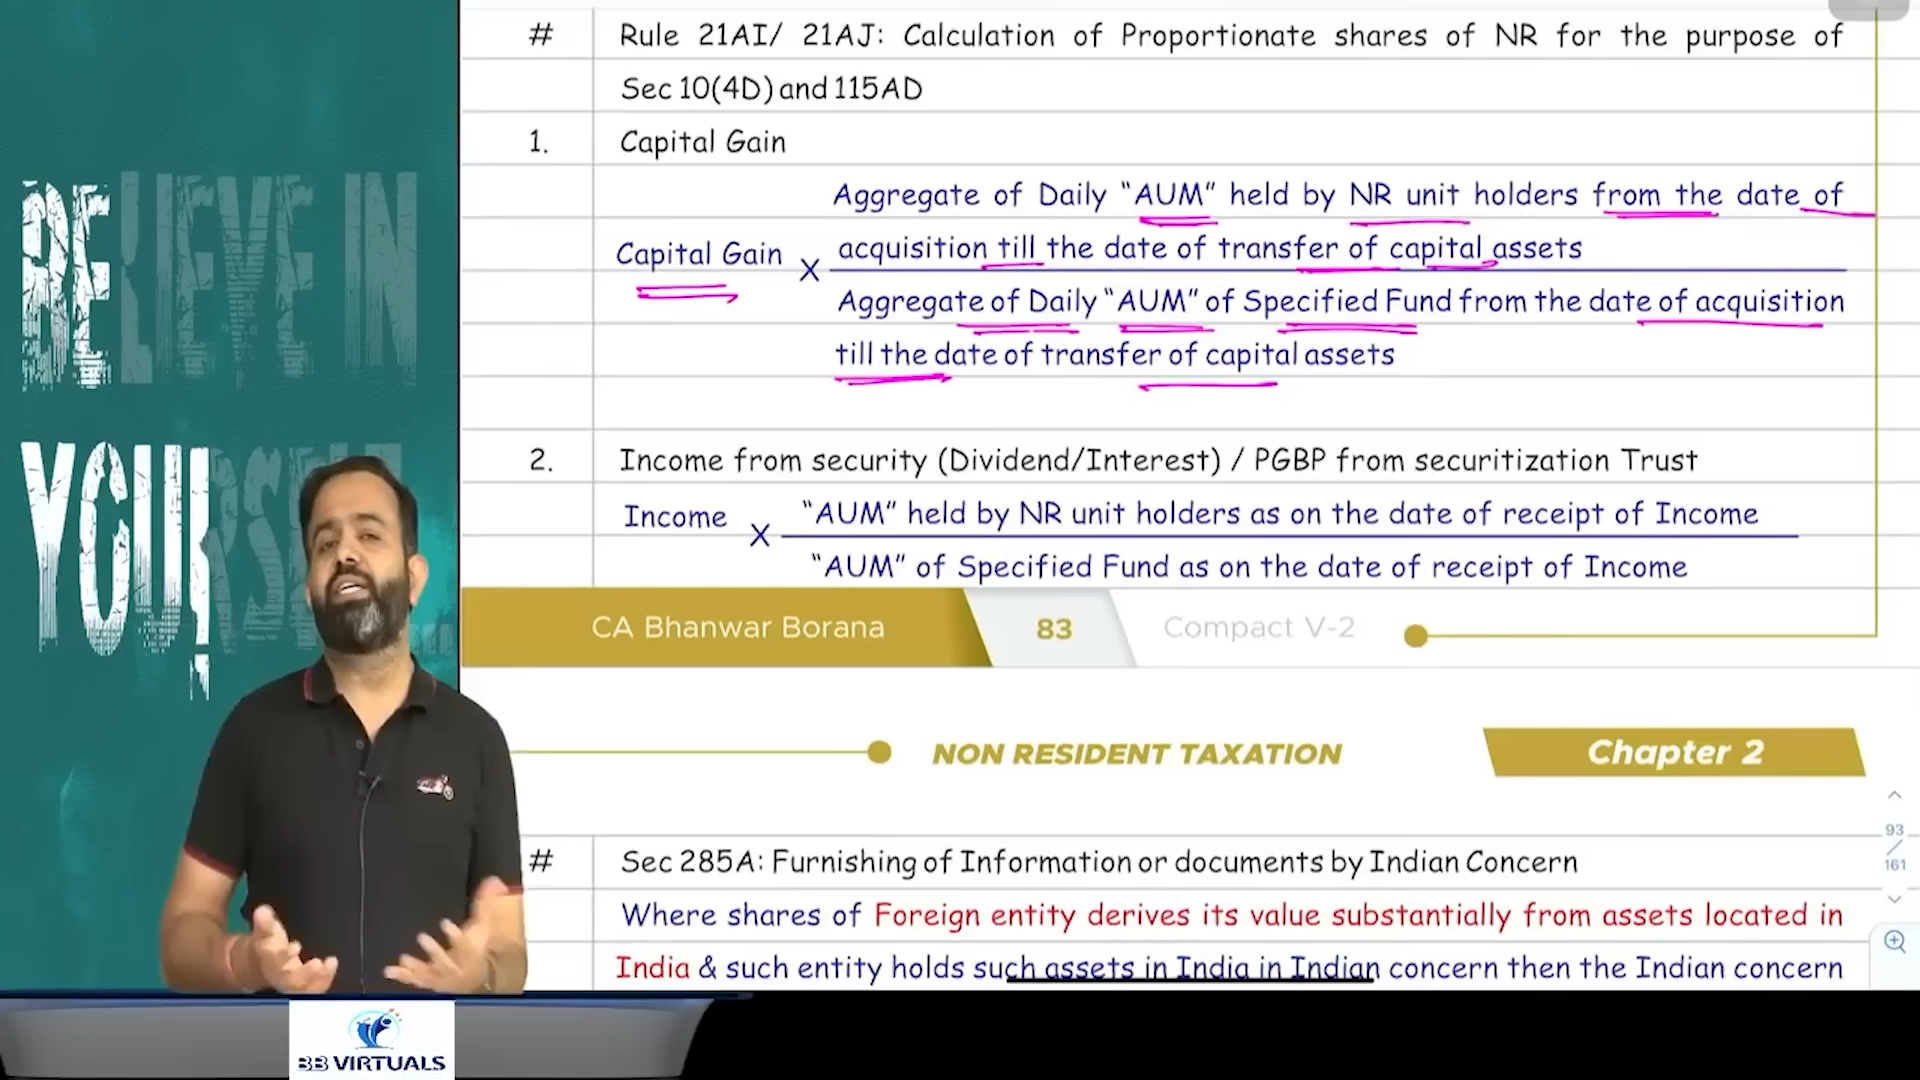 BELIEVE IN
YOU!
#
Rule 21AI/ 21AJ: Calculation of Proportionate shares of NR for the purpose of
Sec 10(4D) and 115AD
1.
Capital Gain
Aggregate of Daily “AUM” held by NR unit holders from the date of
acquisition till the date of transfer of capital assets
Capital Gain X
Aggregate of Daily “AUM” of Specified Fund from the date of acquisition
till the date of transfer of capital assets
2.
Income from security (Dividend/Interest) / PGBP from securitization Trust
“AUM” held by NR unit holders as on the date of receipt of Income
Income X
“AUM” of Specified Fund as on the date of receipt of Income
CA Bhanwar Borana
83
Compact V-2
NON RESIDENT TAXATION
Chapter 2
93
/
161
#
Sec 285A: Furnishing of Information or documents by Indian Concern
Where shares of Foreign entity derives its value substantially from assets located in
India & such entity holds such assets in India in Indian concern then the Indian concern
BB VIRTUALS